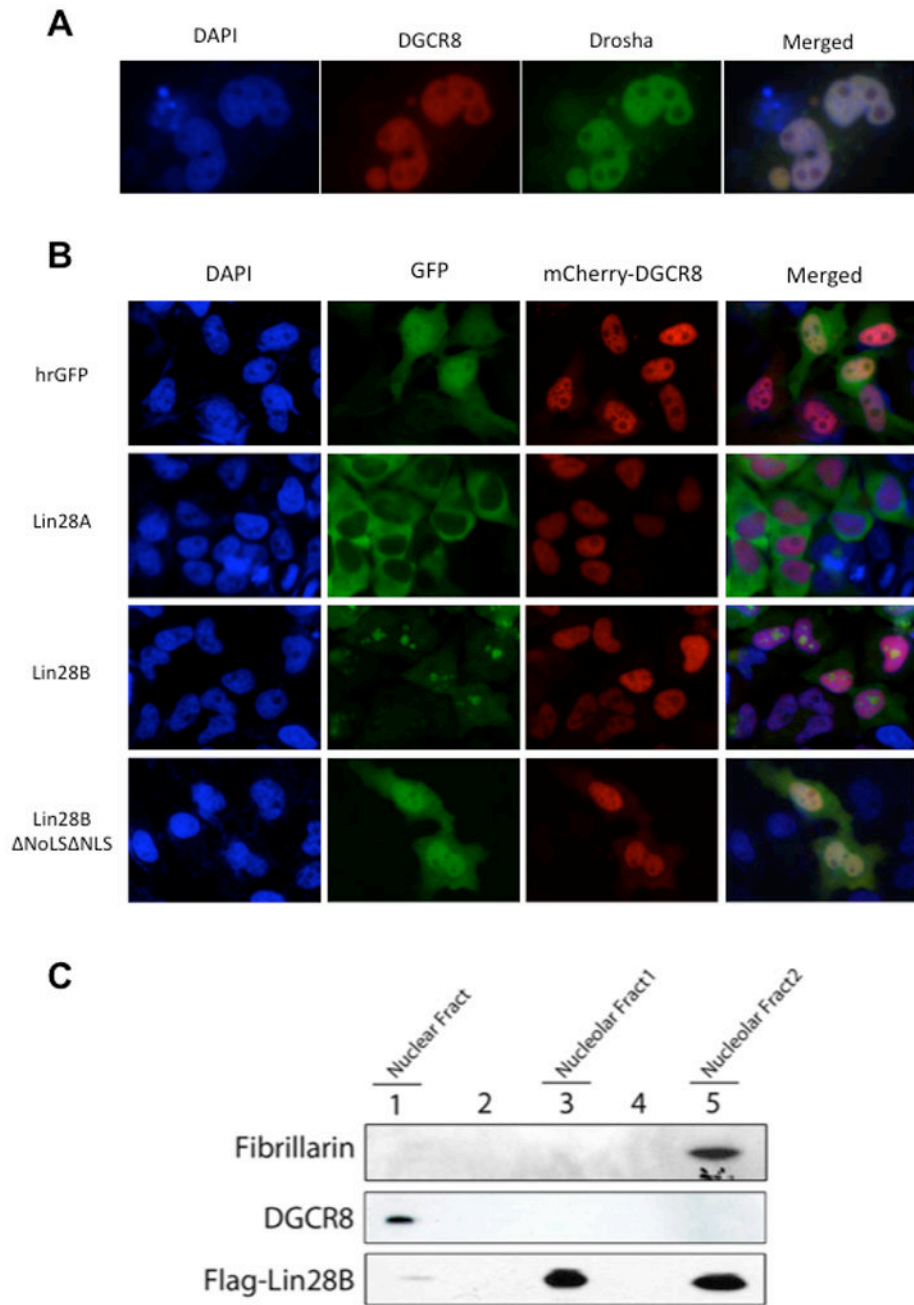 A
DAPI DGCR8 Drosha Merged
B
DAPI GFP mCherry-DGCR8 Merged
hrGFP
Lin28A
Lin28B
Lin28B
ΔNoLSΔNLS
C
Nuclear Fract Nucleolar Fract1 Nucleolar Fract2
1 2 3 4 5
Fibrillarin
DGCR8
Flag-Lin28B